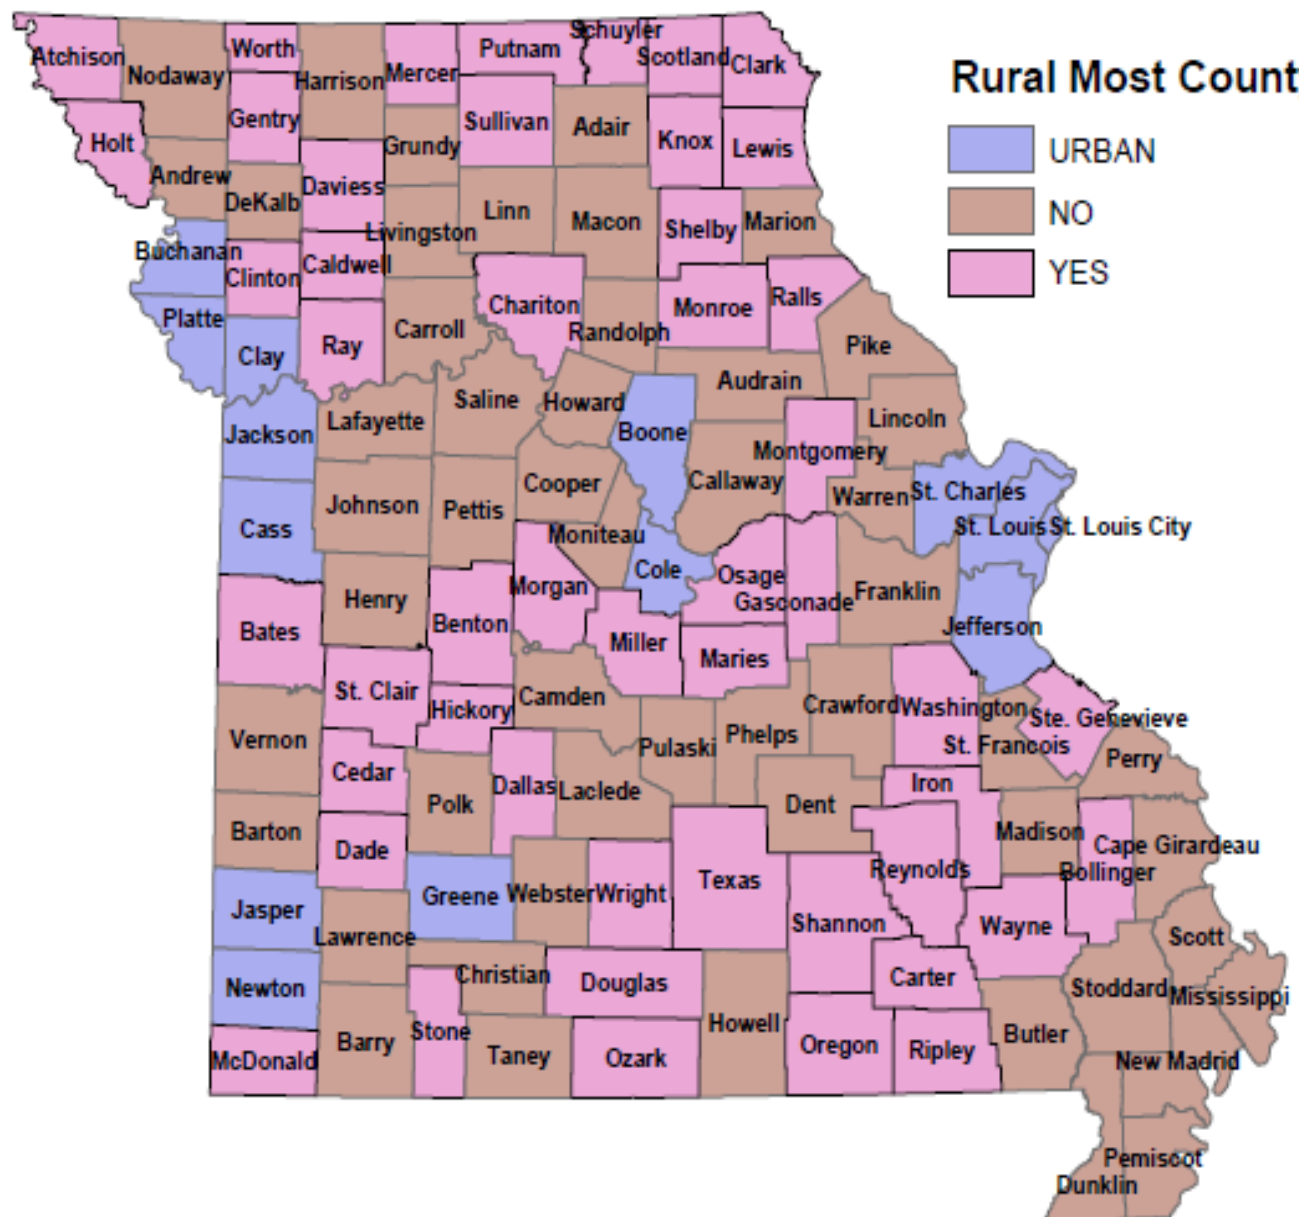 Rural Most Count
URBAN
NO
YES
Atchison
Nodaway
Worth
Harrison
Mercer
Putnam
Schuyler
Scotland
Clark
Holt
Gentry
Grundy
Sullivan
Adair
Knox
Lewis
Andrew
DeKalb
Daviess
Livingston
Linn
Macon
Shelby
Marion
Buchanan
Clinton
Caldwell
Chariton
Randolph
Monroe
Ralls
Platte
Clay
Ray
Carroll
Pike
Audrain
Jackson
Lafayette
Saline
Howard
Boone
Lincoln
Montgomery
Callaway
Cass
Johnson
Pettis
Cooper
Warren
St. Charles
St. Louis
St. Louis City
Moniteau
Cole
Osage
Gasconade
Franklin
Jefferson
Bates
Henry
Benton
Morgan
Miller
Maries
St. Clair
Hickory
Camden
Crawford
Washington
Ste. Genevieve
St. Francois
Perry
Vernon
Cedar
Pulaski
Phelps
Polk
Dallas
Laclede
Dent
Iron
Barton
Dade
Madison
Cape Girardeau
Bollinger
Reynolds
Jasper
Greene
Webster
Wright
Texas
Shannon
Wayne
Scott
Lawrence
Newton
Christian
Douglas
Carter
Stoddard
Mississippi
McDonald
Barry
Stone
Taney
Ozark
Howell
Oregon
Ripley
Butler
New Madrid
Pemiscot
Dunklin